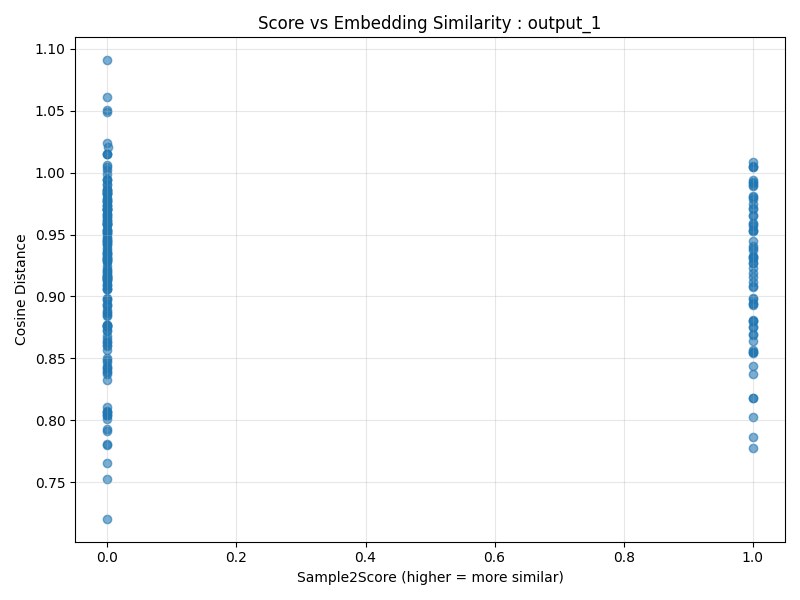 Score vs Embedding Similarity : output_1
Cosine Distance
1.10
1.05
1.00
0.95
0.90
0.85
0.80
0.75
0.0 0.2 0.4 0.6 0.8 1.0
Sample2Score (higher = more similar)